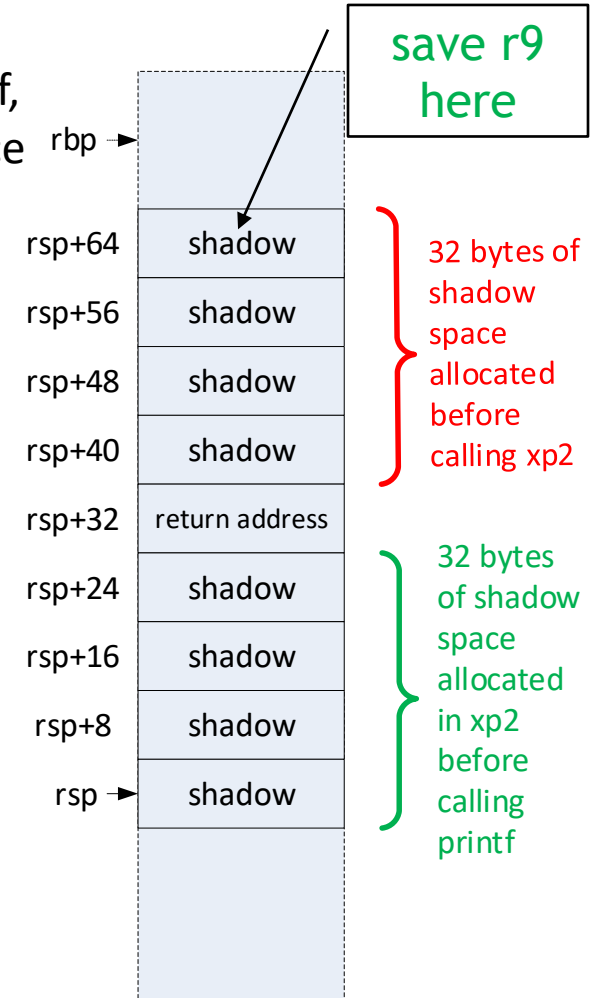 save r9
here
f,
e
rbp
rsp+64
shadow
rsp+56
shadow
rsp+48
shadow
rsp+40
shadow
32 bytes of
shadow
space
allocated
before
calling xp2
rsp+32
return address
rsp+24
shadow
rsp+16
shadow
rsp+8
shadow
rsp
shadow
32 bytes
of shadow
space
allocated
in xp2
before
calling
printf